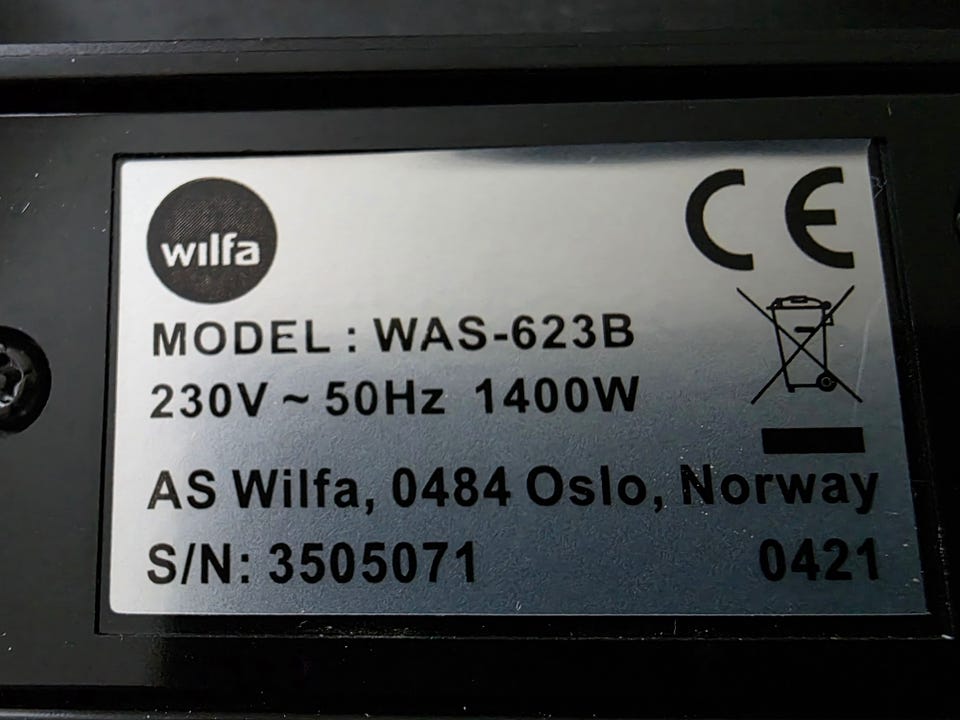 wilfa
CE
MODEL : WAS-623B
230V ~ 50Hz 1400W
AS Wilfa, 0484 Oslo, Norway
S/N: 3505071 0421